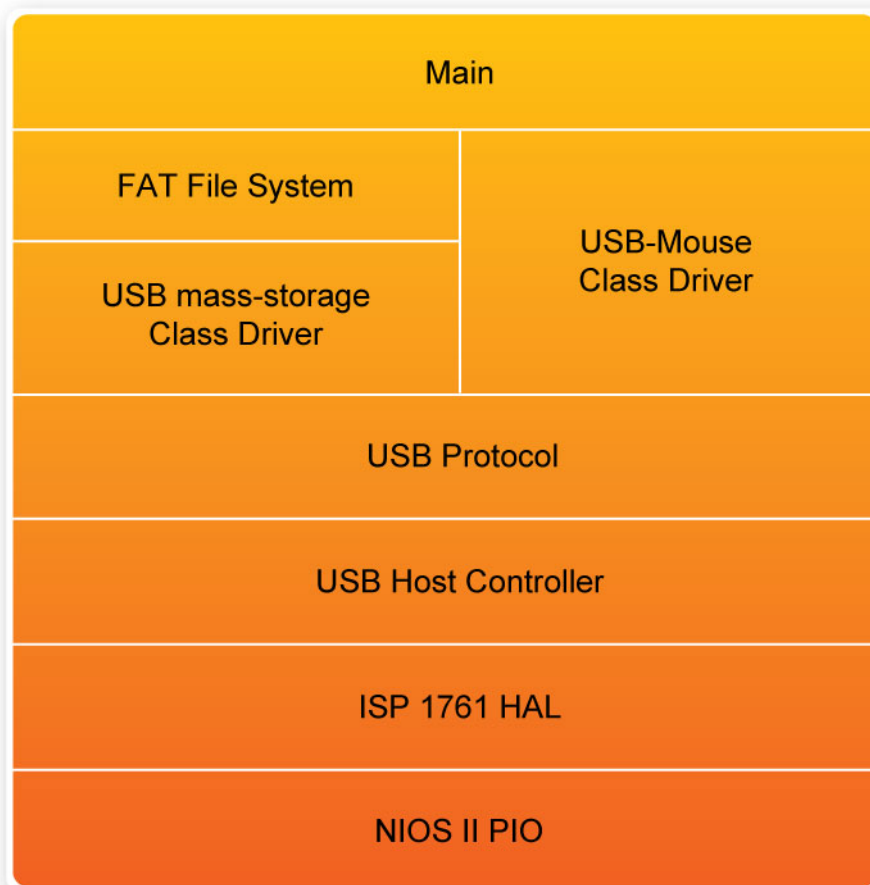 Main
FAT File System
USB mass-storage
Class Driver
USB-Mouse
Class Driver
USB Protocol
USB Host Controller
ISP 1761 HAL
NIOS II PIO